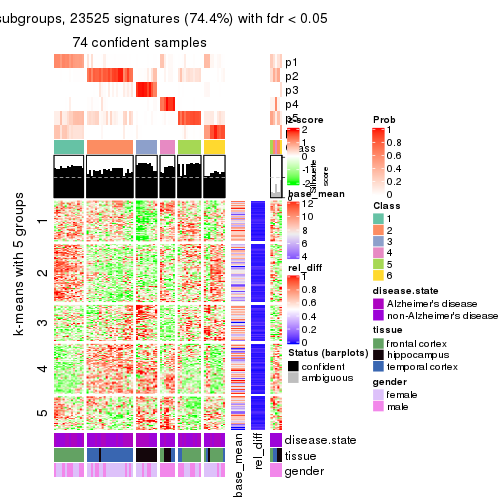 subgroups, 23525 signatures (74.4%) with fdr < 0.05
74 confident samples
p1
p2
p3
p4
p5
z-score
2
1
0
-1
-2
Silhouette
score
base_mean
12
10
8
6
4
rel_diff
1
0.8
0.6
0.4
0.2
0
Status (barplots)
confident
ambiguous
Prob
1
0.8
0.6
0.4
0.2
0
Class
1
2
3
4
5
6
disease.state
Alzheimer's disease
non-Alzheimer's disease
tissue
frontal cortex
hippocampus
temporal cortex
gender
female
male
k-means with 5 groups
1
2
3
4
5
disease.state
tissue
gender
base_mean
rel_diff